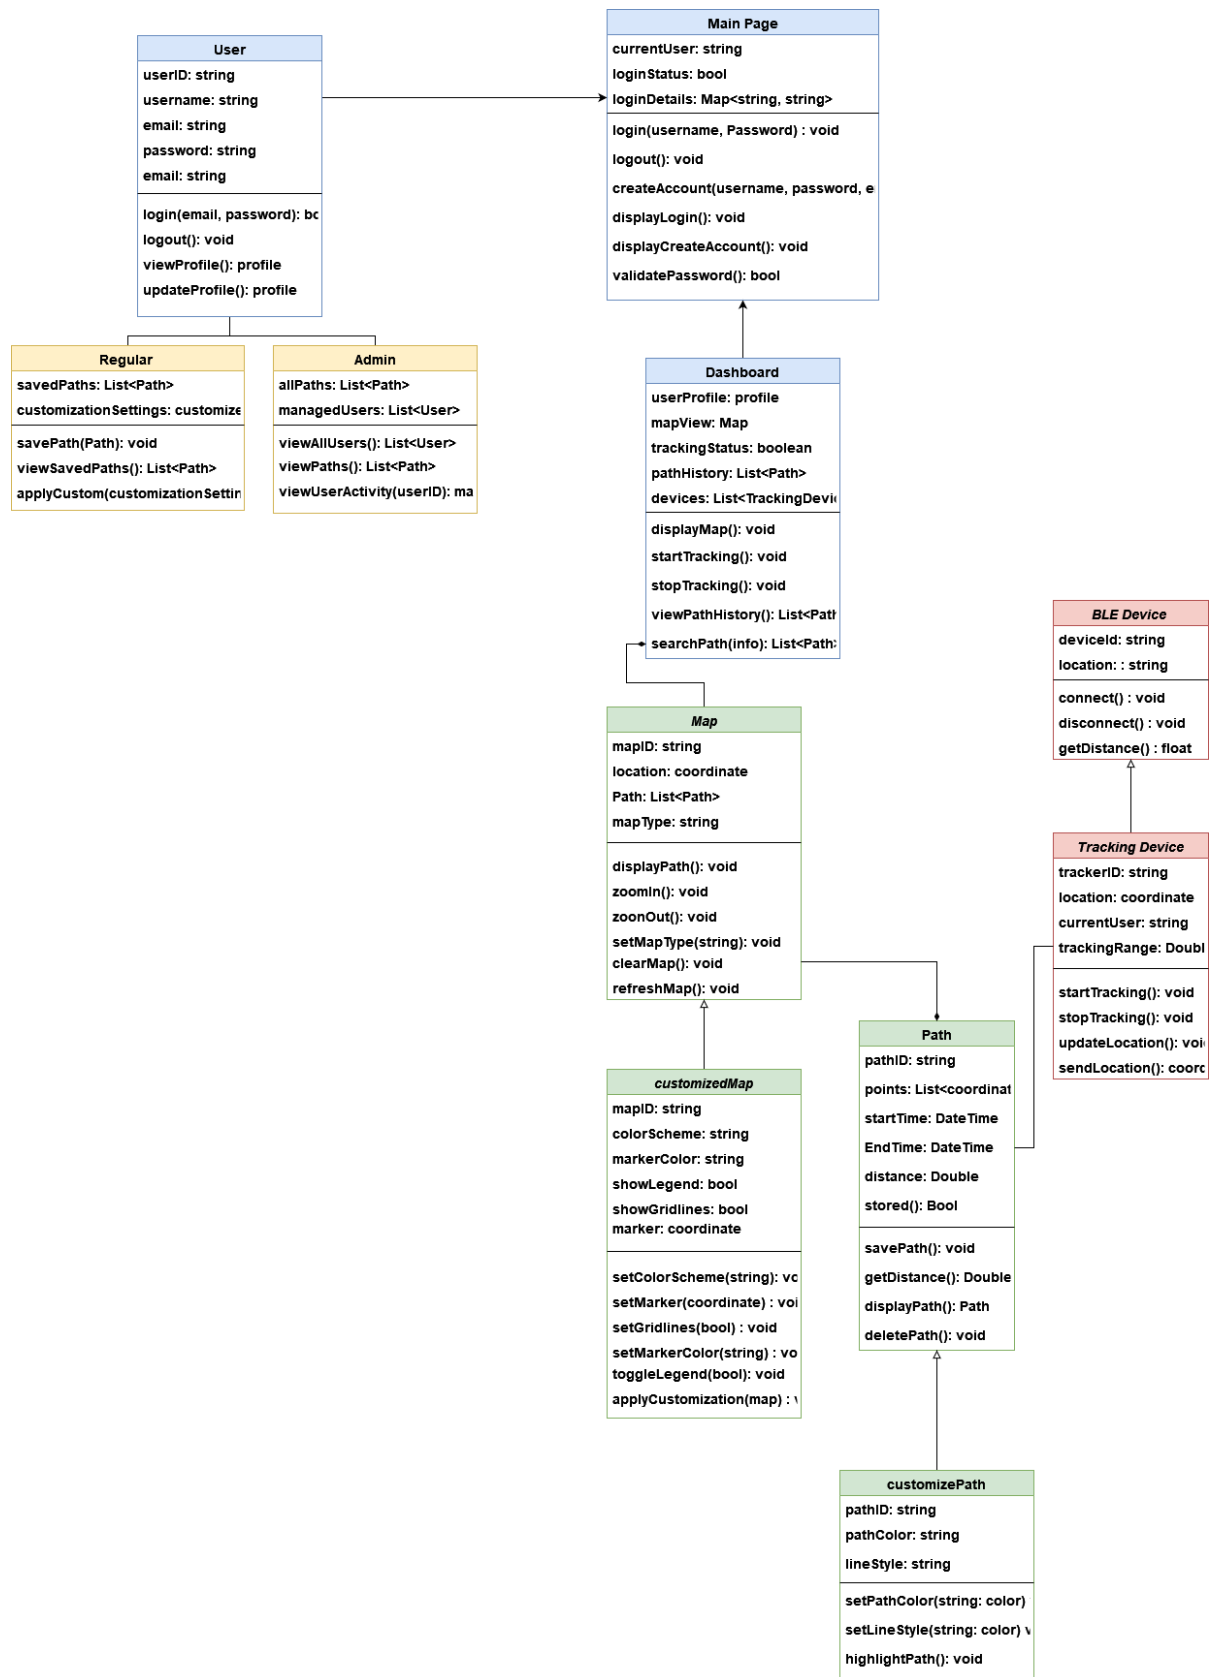 User
userID: string
username: string
email: string
password: string
email: string
login(email, password): bo
logout(): void
viewProfile(): profile
updateProfile(): profile
Main Page
currentUser: string
loginStatus: bool
loginDetails: Map<string, string>
login(username, Password) : void
logout(): void
createAccount(username, password, e
displayLogin(): void
displayCreateAccount(): void
validatePassword(): bool
Regular
savedPaths: List<Path>
customizationSettings: customize
savePath(Path): void
viewSavedPaths(): List<Path>
applyCustom(customizationSettin
Admin
allPaths: List<Path>
managedUsers: List<User>
viewAllUsers(): List<User>
viewPaths(): List<Path>
viewUserActivity(userID): ma
Dashboard
userProfile: profile
mapView: Map
trackingStatus: boolean
pathHistory: List<Path>
devices: List<TrackingDevic
displayMap(): void
startTracking(): void
stopTracking(): void
viewPathHistory(): List<Path
searchPath(info): List<Path>
BLE Device
deviceId: string
location: : string
connect() : void
disconnect() : void
getDistance() : float
Map
mapID: string
location: coordinate
Path: List<Path>
mapType: string
displayPath(): void
zoomIn(): void
zoonOut(): void
setMapType(string): void
clearMap(): void
refreshMap(): void
Tracking Device
trackerID: string
location: coordinate
currentUser: string
trackingRange: Doubl
startTracking(): void
stopTracking(): void
updateLocation(): voi
sendLocation(): coord
Path
pathID: string
points: List<coordinat
startTime: DateTime
EndTime: DateTime
distance: Double
stored(): Bool
savePath(): void
getDistance(): Double
displayPath(): Path
deletePath(): void
customizedMap
mapID: string
colorScheme: string
markerColor: string
showLegend: bool
showGridlines: bool
marker: coordinate
setColorScheme(string): vo
setMarker(coordinate) : voi
setGridlines(bool) : void
setMarkerColor(string) : vo
toggleLegend(bool): void
applyCustomization(map) : v
customizePath
pathID: string
pathColor: string
lineStyle: string
setPathColor(string: color)
setLineStyle(string: color) v
highlightPath(): void